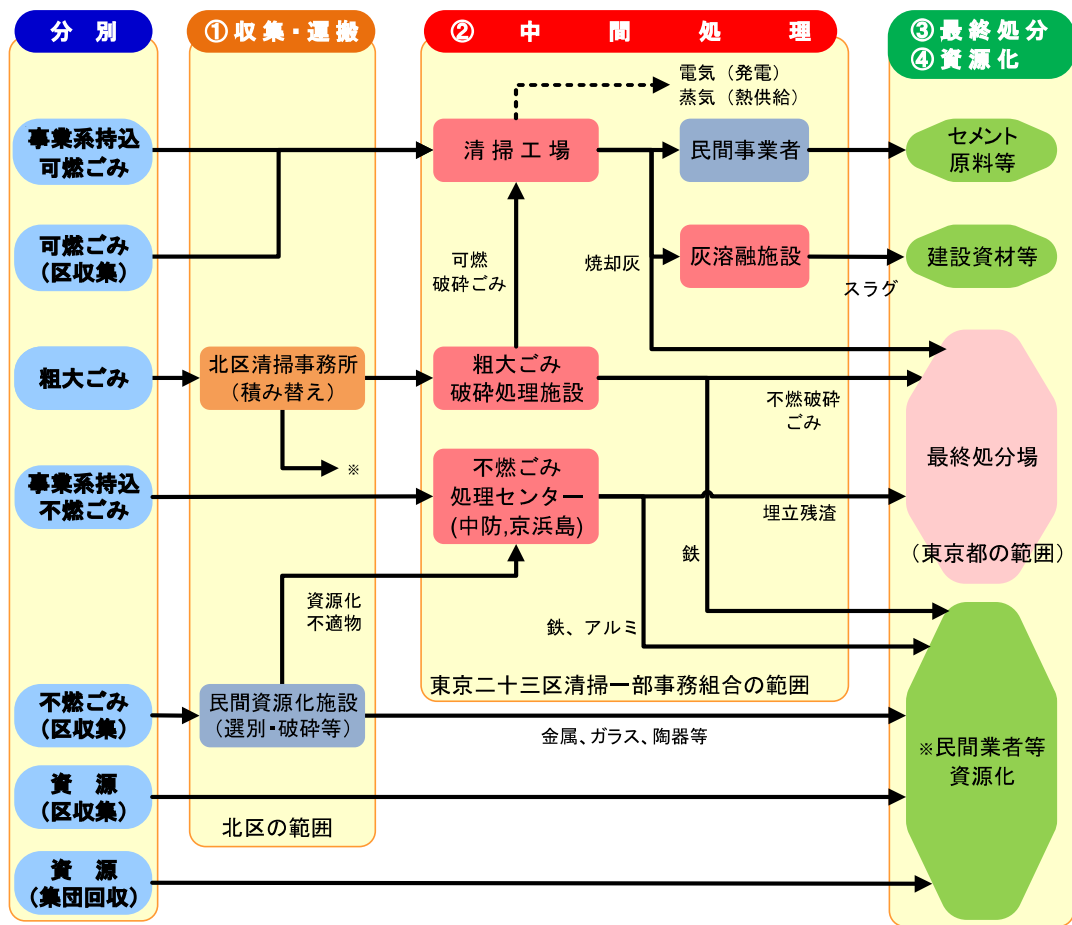 分別
①収集・運搬
② 中間処理
③最終処分
④資源化
電気（発電）
蒸気（熱供給）
事業系持込
可燃ごみ
清掃工場
民間事業者
セメント
原料等
可燃ごみ
(区収集)
可燃
破砕ごみ
焼却灰
灰溶融施設
スラグ
建設資材等
粗大ごみ
北区清掃事務所
（積み替え）
粗大ごみ
破砕処理施設
不燃破砕
ごみ
※
最終処分場
（東京都の範囲）
事業系持込
不燃ごみ
不燃ごみ
処理センター
(中防,京浜島)
埋立残渣
鉄
資源化
不適物
鉄、アルミ
東京二十三区清掃一部事務組合の範囲
不燃ごみ
(区収集)
民間資源化施設
（選別・破砕等）
金属、ガラス、陶器等
※民間業者等
資源化
資源
(区収集)
北区の範囲
資源
(集団回収)